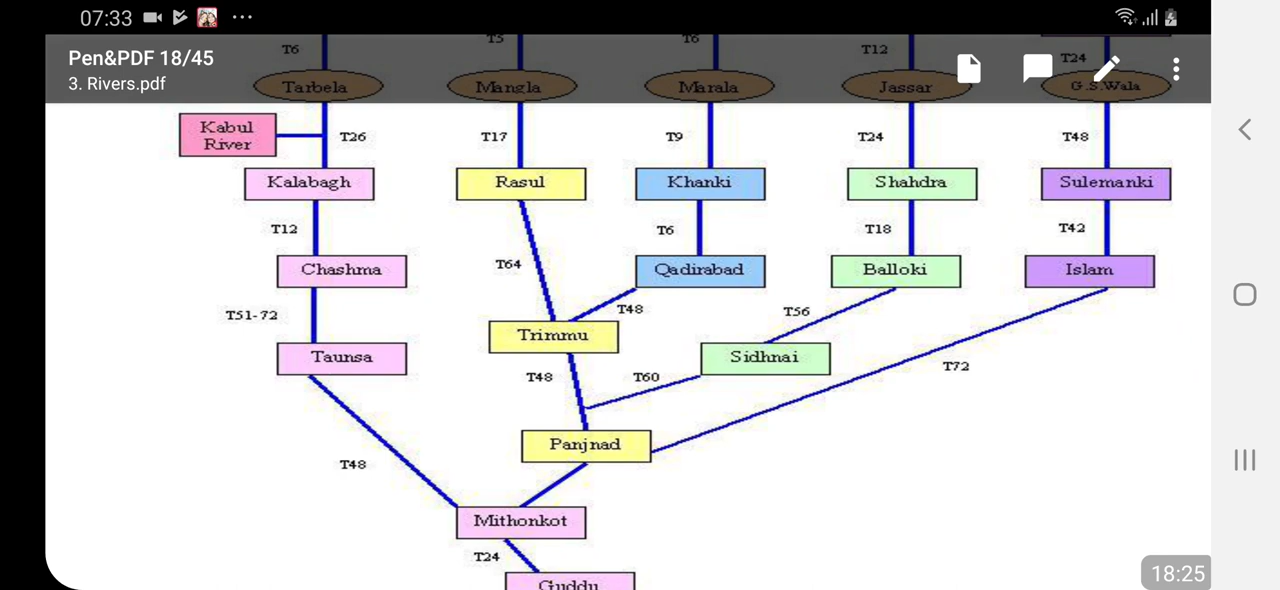 07:33
Pen&PDF 18/45
3. Rivers.pdf
T6
T5
T6
T12
T24
Tarbela
Mangla
Marala
Jassar
G.S.Wala
Kabul
River
T26
T17
T9
T24
T48
Kalabagh
Rasul
Khanki
Shahdra
Sulemanki
T12
T6
T18
T42
Chashma
T64
Qadirabad
Balloki
Islam
T51-72
T48
T56
Trimmu
Taunsa
Sidhnai
T48
T60
T72
Panjnad
T48
Mithonkot
T24
Guddu
18:25